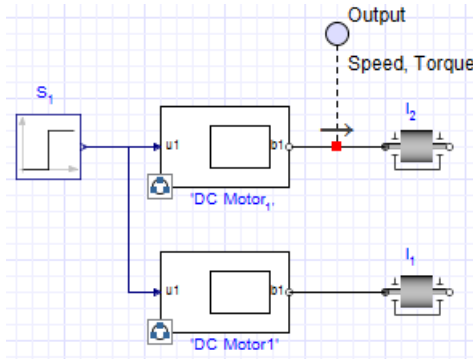 Output
Speed, Torque
S1
I2
u1
b1
'DC Motor1'
I1
u1
b1
'DC Motor1'